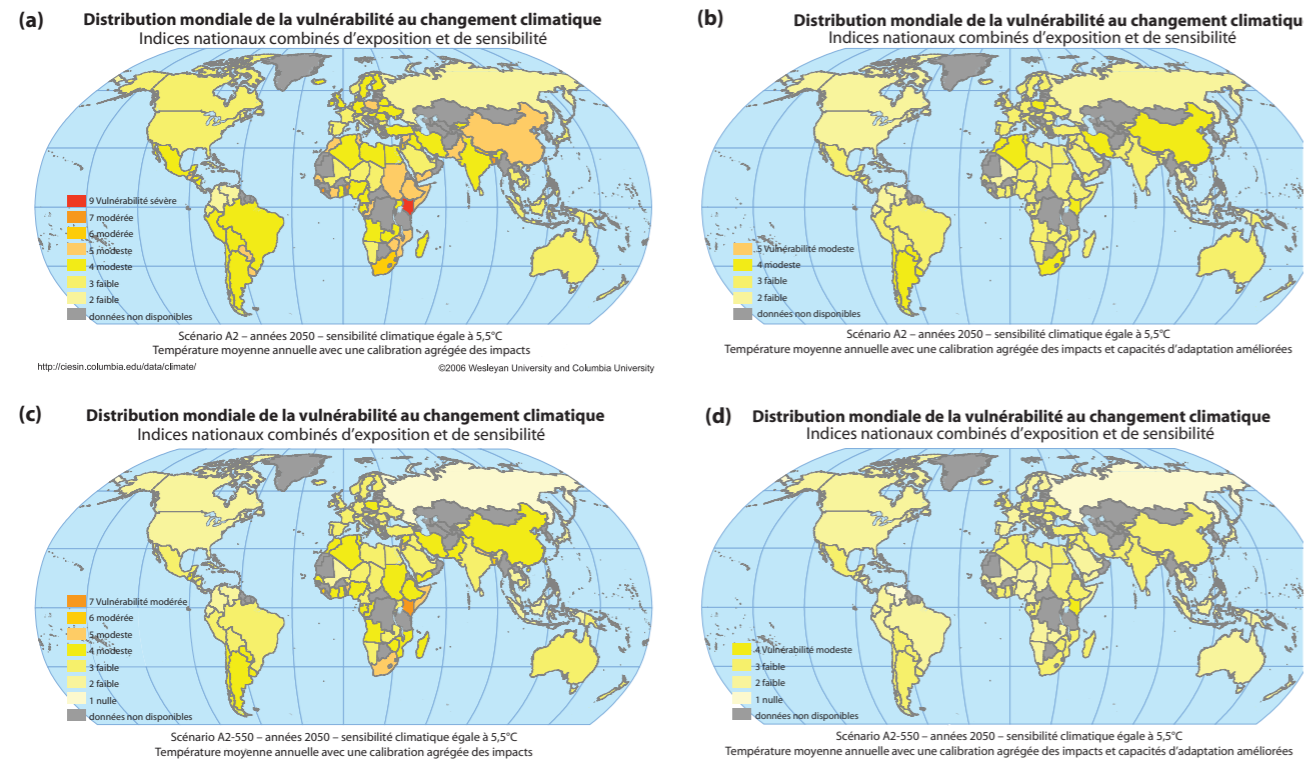 (a)
Distribution mondiale de la vulnérabilité au changement climatique
Indices nationaux combinés d'exposition et de sensibilité
9 Vulnérabilité sévère
7 modérée
6 modérée
5 modeste
4 modeste
3 faible
2 faible
données non disponibles
Scénario A2 – années 2050 – sensibilité climatique égale à 5,5°C
Température moyenne annuelle avec une calibration agrégée des impacts
http://ciesin.columbia.edu/data/climate/
©2006 Wesleyan University and Columbia University
(b)
Distribution mondiale de la vulnérabilité au changement climatiqu
Indices nationaux combinés d'exposition et de sensibilité
5 Vulnérabilité modeste
4 modeste
3 faible
2 faible
données non disponibles
Scénario A2 – années 2050 – sensibilité climatique égale à 5,5°C
Température moyenne annuelle avec une calibration agrégée des impacts et capacités d'adaptation améliorées
(c)
Distribution mondiale de la vulnérabilité au changement climatique
Indices nationaux combinés d'exposition et de sensibilité
7 Vulnérabilité modérée
6 modérée
5 modeste
4 modeste
3 faible
2 faible
1 nulle
données non disponibles
Scénario A2-550 – années 2050 – sensibilité climatique égale à 5,5°C
Température moyenne annuelle avec une calibration agrégée des impacts
(d)
Distribution mondiale de la vulnérabilité au changement climatique
Indices nationaux combinés d'exposition et de sensibilité
4 Vulnérabilité modeste
3 faible
2 faible
1 nulle
données non disponibles
Scénario A2-550 – années 2050 – sensibilité climatique égale à 5,5°C
Température moyenne annuelle avec une calibration agrégée des impacts et capacités d'adaptation améliorées